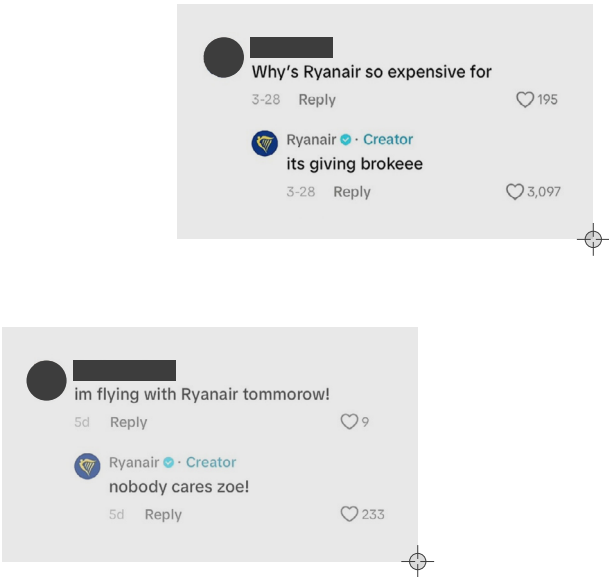 Why's Ryanair so expensive for
3-28 Reply 195
Ryanair · Creator
its giving brokeee
3-28 Reply 3,097
im flying with Ryanair tommorow!
5d Reply 9
Ryanair · Creator
nobody cares zoe!
5d Reply 233